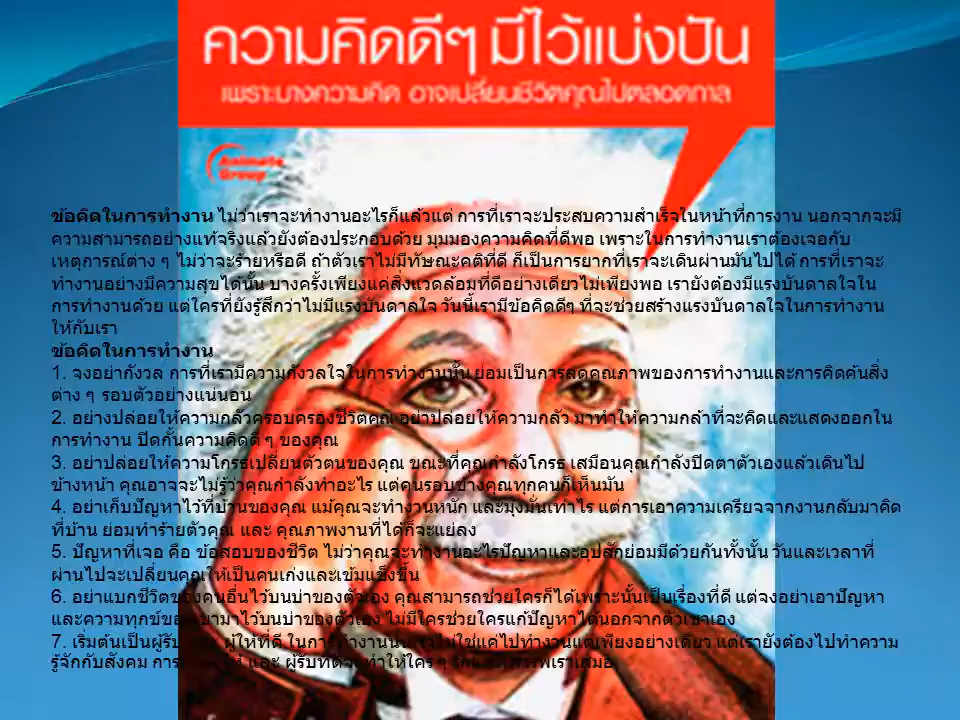 ความคิดดีๆ มีไว้แบ่งปัน
เพราะบางความคิด อาจเปลี่ยนชีวิตคุณไปตลอดกาล
Animate
Group
ข้อคิดในการทำงาน ไม่ว่าเราจะทำงานอะไรก็แล้วแต่ การที่เราจะประสบความสำเร็จในหน้าที่การงาน นอกจากจะมี
ความสามารถอย่างแท้จริงแล้วยังต้องประกอบด้วย มุมมองความคิดที่ดีพอ เพราะในการทำงานเราต้องเจอกับ
เหตุการณ์ต่าง ๆ ไม่ว่าจะร้ายหรือดี ถ้าตัวเราไม่มีทัษณะคติที่ดี ก็เป็นการยากที่เราจะเดินผ่านมันไปได้ การที่เราจะ
ทำงานอย่างมีความสุขได้นั้น บางครั้งเพียงแค่สิ่งแวดล้อมที่ดีอย่างเดียวไม่เพียงพอ เรายังต้องมีแรงบันดาลใจใน
การทำงานด้วย แต่ใครที่ยังรู้สึกว่าไม่มีแรงบันดาลใจ วันนี้เรามีข้อคิดดีๆ ที่จะช่วยสร้างแรงบันดาลใจในการทำงาน
ให้กับเรา
ข้อคิดในการทำงาน
1. จงอย่ากังวล การที่เรามีความกังวลใจในการทำงานนั้น ย่อมเป็นการลดคุณภาพของการทำงานและการคิดค้นสิ่ง
ต่าง ๆ รอบตัวอย่างแน่นอน
2. อย่างปล่อยให้ความกลัวครอบครองชีวิตคุณ อย่าปล่อยให้ความกลัว มาทำให้ความกล้าที่จะคิดและแสดงออกใน
การทำงาน ปิดกั้นความคิดดี ๆ ของคุณ
3. อย่าปล่อยให้ความโกรธเปลี่ยนตัวตนของคุณ ขณะที่คุณกำลังโกรธ เสมือนคุณกำลังปิดตาตัวเองแล้วเดินไป
ข้างหน้า คุณอาจจะไม่รู้ว่าคุณกำลังทำอะไร แต่คนรอบข้างคุณทุกคนก็เห็นมัน
4. อย่าเก็บปัญหาไว้ที่บ้านของคุณ แม้คุณจะทำงานหนัก และมุ่งมั่นเท่าไร แต่การเอาความเครียจจากงานกลับมาคิด
ที่บ้าน ย่อมทำร้ายตัวคุณ และ คุณภาพงานที่ได้ก็จะแย่ลง
5. ปัญหาที่เจอ คือ ข้อสอบของชีวิต ไม่ว่าคุณจะทำงานอะไรปัญหาและอุปสักย่อมมีด้วยกันทั้งนั้น วันและเวลาที่
ผ่านไปจะเปลี่ยนคุณให้เป็นคนเก่งและเข้มแข็งขึ้น
6. อย่าแบกชีวิตของคนอื่นไว้บนบ่าของตัวเอง คุณสามารถช่วยใครก็ได้เพราะนั้นเป็นเรื่องที่ดี แต่จงอย่าเอาปัญหา
และความทุกข์ของเขามาไว้บนบ่าของตัวเอง ไม่มีใครช่วยใครแก้ปัญหาได้นอกจากตัวเขาเอง
7. เริ่มต้นเป็นผู้รับ ผู้ให้ที่ดี ในการทำงานนั้น ไม่ใช่แค่ไปทำงานแต่เพียงอย่างเดียว แต่เรายังต้องไปทำความ
รู้จักกับสังคม และ ผู้รับที่ดีจะทำให้ใคร ๆ เราเสมอ